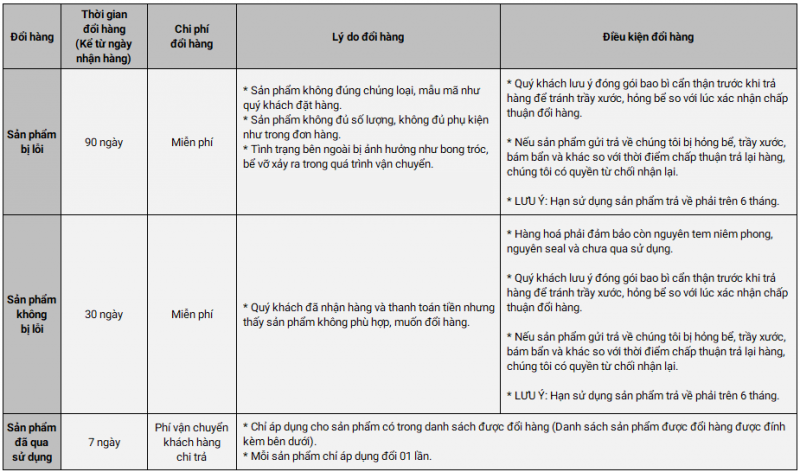 Đổi hàng
Thời gian
đổi hàng
(Kể từ ngày
nhận hàng)
Chi phí
đổi hàng
Lý do đổi hàng
Điều kiện đổi hàng
Sản phẩm
bị lỗi
90 ngày
Miễn phí
* Sản phẩm không đúng chủng loại, mẫu mã như
quý khách đặt hàng.
* Sản phẩm không đủ số lượng, không đủ phụ kiện
như trong đơn hàng.
* Tình trạng bên ngoài bị ảnh hưởng như bong tróc,
bể vỡ xảy ra trong quá trình vận chuyển.
* Quý khách lưu ý đóng gói bao bì cẩn thận trước khi trả
hàng để tránh trầy xước, hỏng bể so với lúc xác nhận chấp
thuận đổi hàng.
* Nếu sản phẩm gửi trả về chúng tôi bị hỏng bể, trầy xước,
bám bẩn và khác so với thời điểm chấp thuận trả lại hàng,
chúng tôi có quyền từ chối nhận lại.
* LƯU Ý: Hạn sử dụng sản phẩm trả về phải trên 6 tháng.
Sản phẩm
không
bị lỗi
30 ngày
Miễn phí
* Quý khách đã nhận hàng và thanh toán tiền nhưng
thấy sản phẩm không phù hợp, muốn đổi hàng.
* Hàng hoá phải đảm bảo còn nguyên tem niêm phong,
nguyên seal và chưa qua sử dụng.
* Quý khách lưu ý đóng gói bao bì cẩn thận trước khi trả
hàng để tránh trầy xước, hỏng bể so với lúc xác nhận chấp
thuận đổi hàng.
* Nếu sản phẩm gửi trả về chúng tôi bị hỏng bể, trầy xước,
bám bẩn và khác so với thời điểm chấp thuận trả lại hàng,
chúng tôi có quyền từ chối nhận lại.
* LƯU Ý: Hạn sử dụng sản phẩm trả về phải trên 6 tháng.
Sản phẩm
đã qua
sử dụng
7 ngày
Phí vận chuyển
khách hàng
chi trả
* Chỉ áp dụng cho sản phẩm có trong danh sách được đổi hàng (Danh sách sản phẩm được đổi hàng được đính
kèm bên dưới).
* Mỗi sản phẩm chỉ áp dụng đổi 01 lần.